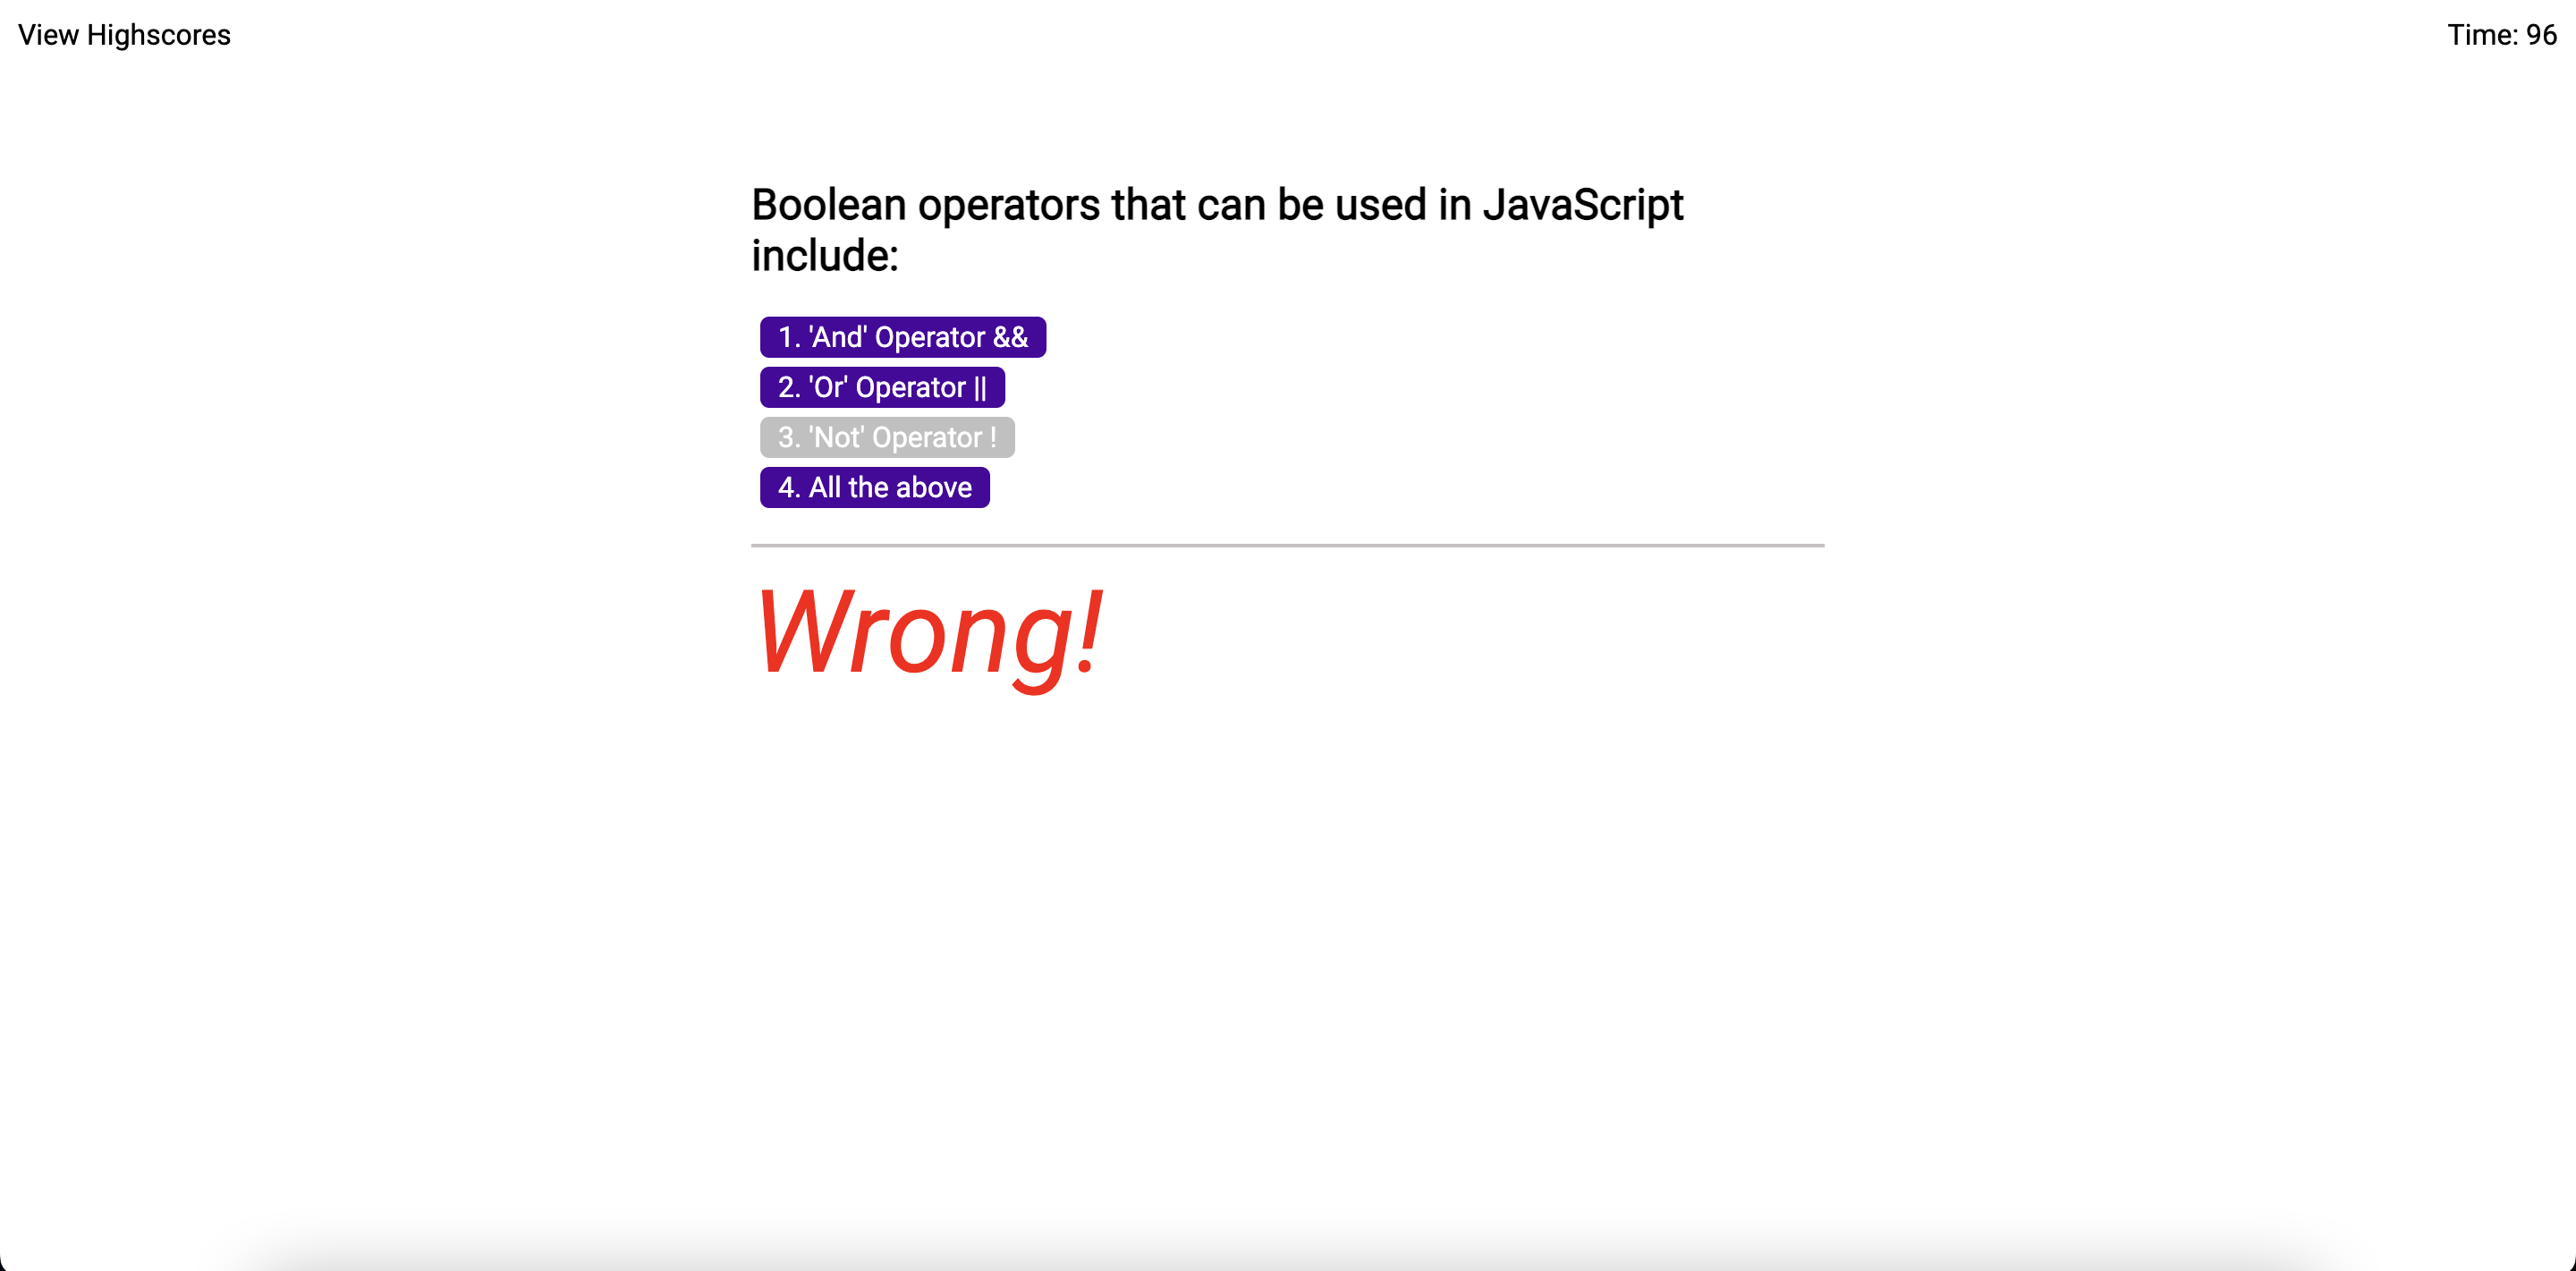 View Highscores
Time: 96
Boolean operators that can be used in JavaScript
include:
1. 'And' Operator &&
2. 'Or' Operator ||
3. 'Not' Operator !
4. All the above
Wrong!